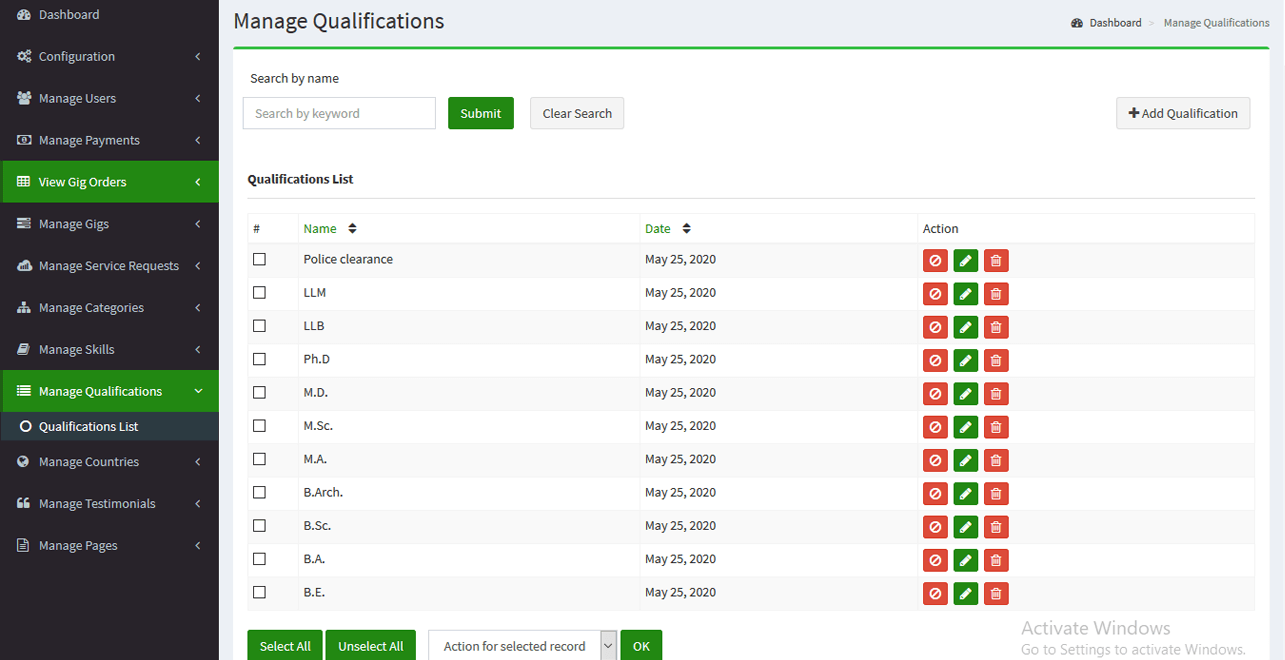 Dashboard
Configuration
Manage Users
Manage Payments
View Gig Orders
Manage Gigs
Manage Service Requests
Manage Categories
Manage Skills
Manage Qualifications
Qualifications List
Manage Countries
Manage Testimonials
Manage Pages
Manage Qualifications
Dashboard > Manage Qualifications
Search by name
Search by keyword Submit Clear Search Add Qualification
Qualifications List
# Name Date Action
Police clearance May 25, 2020
LLM May 25, 2020
LLB May 25, 2020
Ph.D May 25, 2020
M.D. May 25, 2020
M.Sc. May 25, 2020
M.A. May 25, 2020
B.Arch. May 25, 2020
B.Sc. May 25, 2020
B.A. May 25, 2020
B.E. May 25, 2020
Select All Unselect All Action for selected record OK
Activate Windows
Go to Settings to activate Windows.